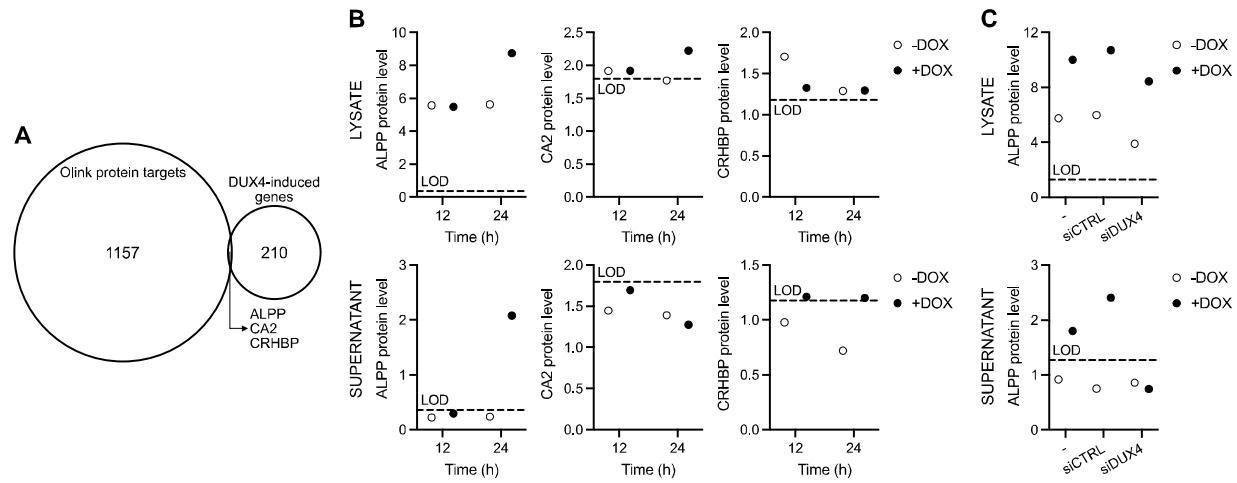 A
Olink protein targets
DUX4-induced
genes
1157
210
ALPP
CA2
CRHBP
B
LYSATE
ALPP protein level
10
8
6
4
2
0
LOD
12
24
Time (h)
CA2 protein level
2.5
2.0
1.5
1.0
0.5
0.0
LOD
12
24
Time (h)
CRHBP protein level
2.0
1.5
1.0
0.5
0.0
LOD
12
24
Time (h)
-DOX
+DOX
SUPERNATANT
ALPP protein level
3
2
1
0
LOD
12
24
Time (h)
CA2 protein level
2.0
1.5
1.0
0.5
0.0
LOD
12
24
Time (h)
CRHBP protein level
1.5
1.0
0.5
0.0
LOD
12
24
Time (h)
-DOX
+DOX
C
LYSATE
ALPP protein level
12
9
6
3
0
LOD
-
siCTRL
siDUX4
-DOX
+DOX
SUPERNATANT
ALPP protein level
3
2
1
0
LOD
-
siCTRL
siDUX4
-DOX
+DOX